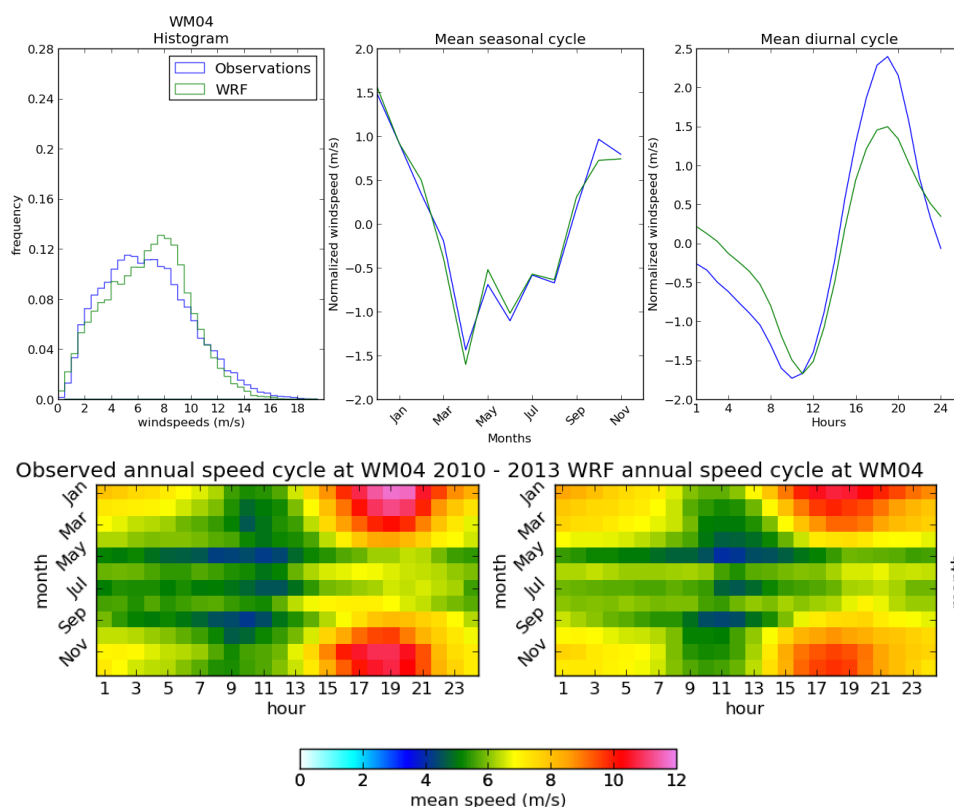 WM04
Histogram
Mean seasonal cycle
Mean diurnal cycle
Observations
WRF
frequency
0.28
0.24
0.2
0.16
0.12
0.08
0.04
0.0
0 2 4 6 8 10 12 14 16 18
windspeeds (m/s)
Normalized windspeed (m/s)
2.0
1.5
1.0
0.5
0.0
−0.5
−1.0
−1.5
−2.0
Jan Mar May Jul Sep Nov
Months
Normalized windspeed (m/s)
2.5
2.0
1.5
1.0
0.5
0.0
−0.5
−1.0
−1.5
−2.0
1 4 8 12 16 20 24
Hours
Observed annual speed cycle at WM04 2010 - 2013 WRF annual speed cycle at WM04
month
Jan
Mar
May
Jul
Sep
Nov
1 3 5 7 9 11 13 15 17 19 21 23
hour
month
Jan
Mar
May
Jul
Sep
Nov
1 3 5 7 9 11 13 15 17 19 21 23
hour
month
0 2 4 6 8 10 12
mean speed (m/s)